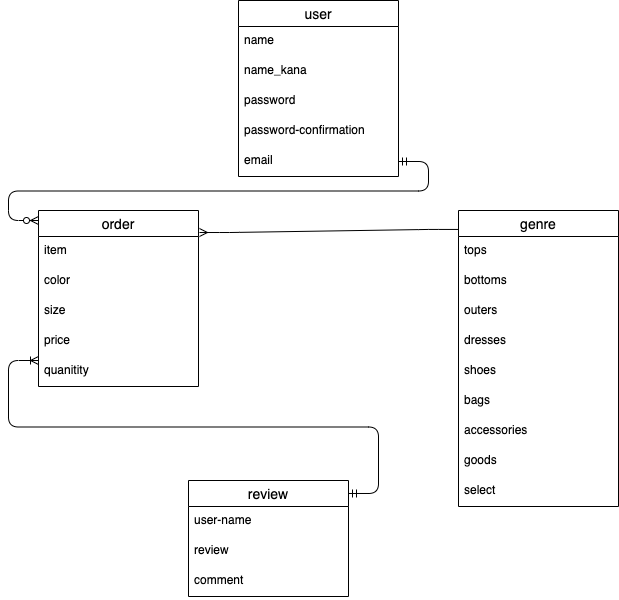 user
name
name_kana
password
password-confirmation
email
order
item
color
size
price
quanitity
genre
tops
bottoms
outers
dresses
shoes
bags
accessories
goods
select
review
user-name
review
comment